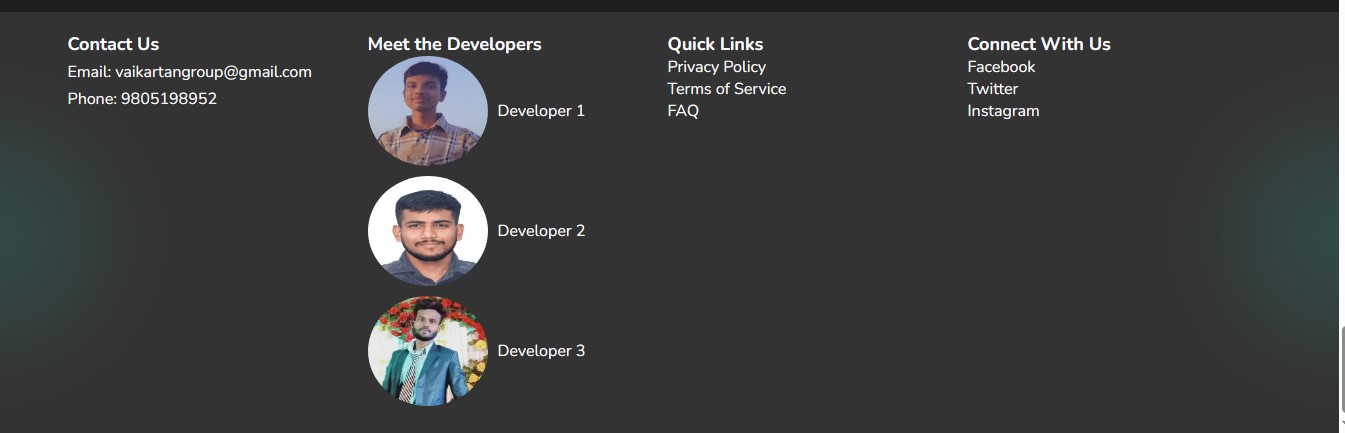 Contact Us
Email: vaikartangroup@gmail.com
Phone: 9805198952
Meet the Developers
Developer 1
Developer 2
Developer 3
Quick Links
Privacy Policy
Terms of Service
FAQ
Connect With Us
Facebook
Twitter
Instagram